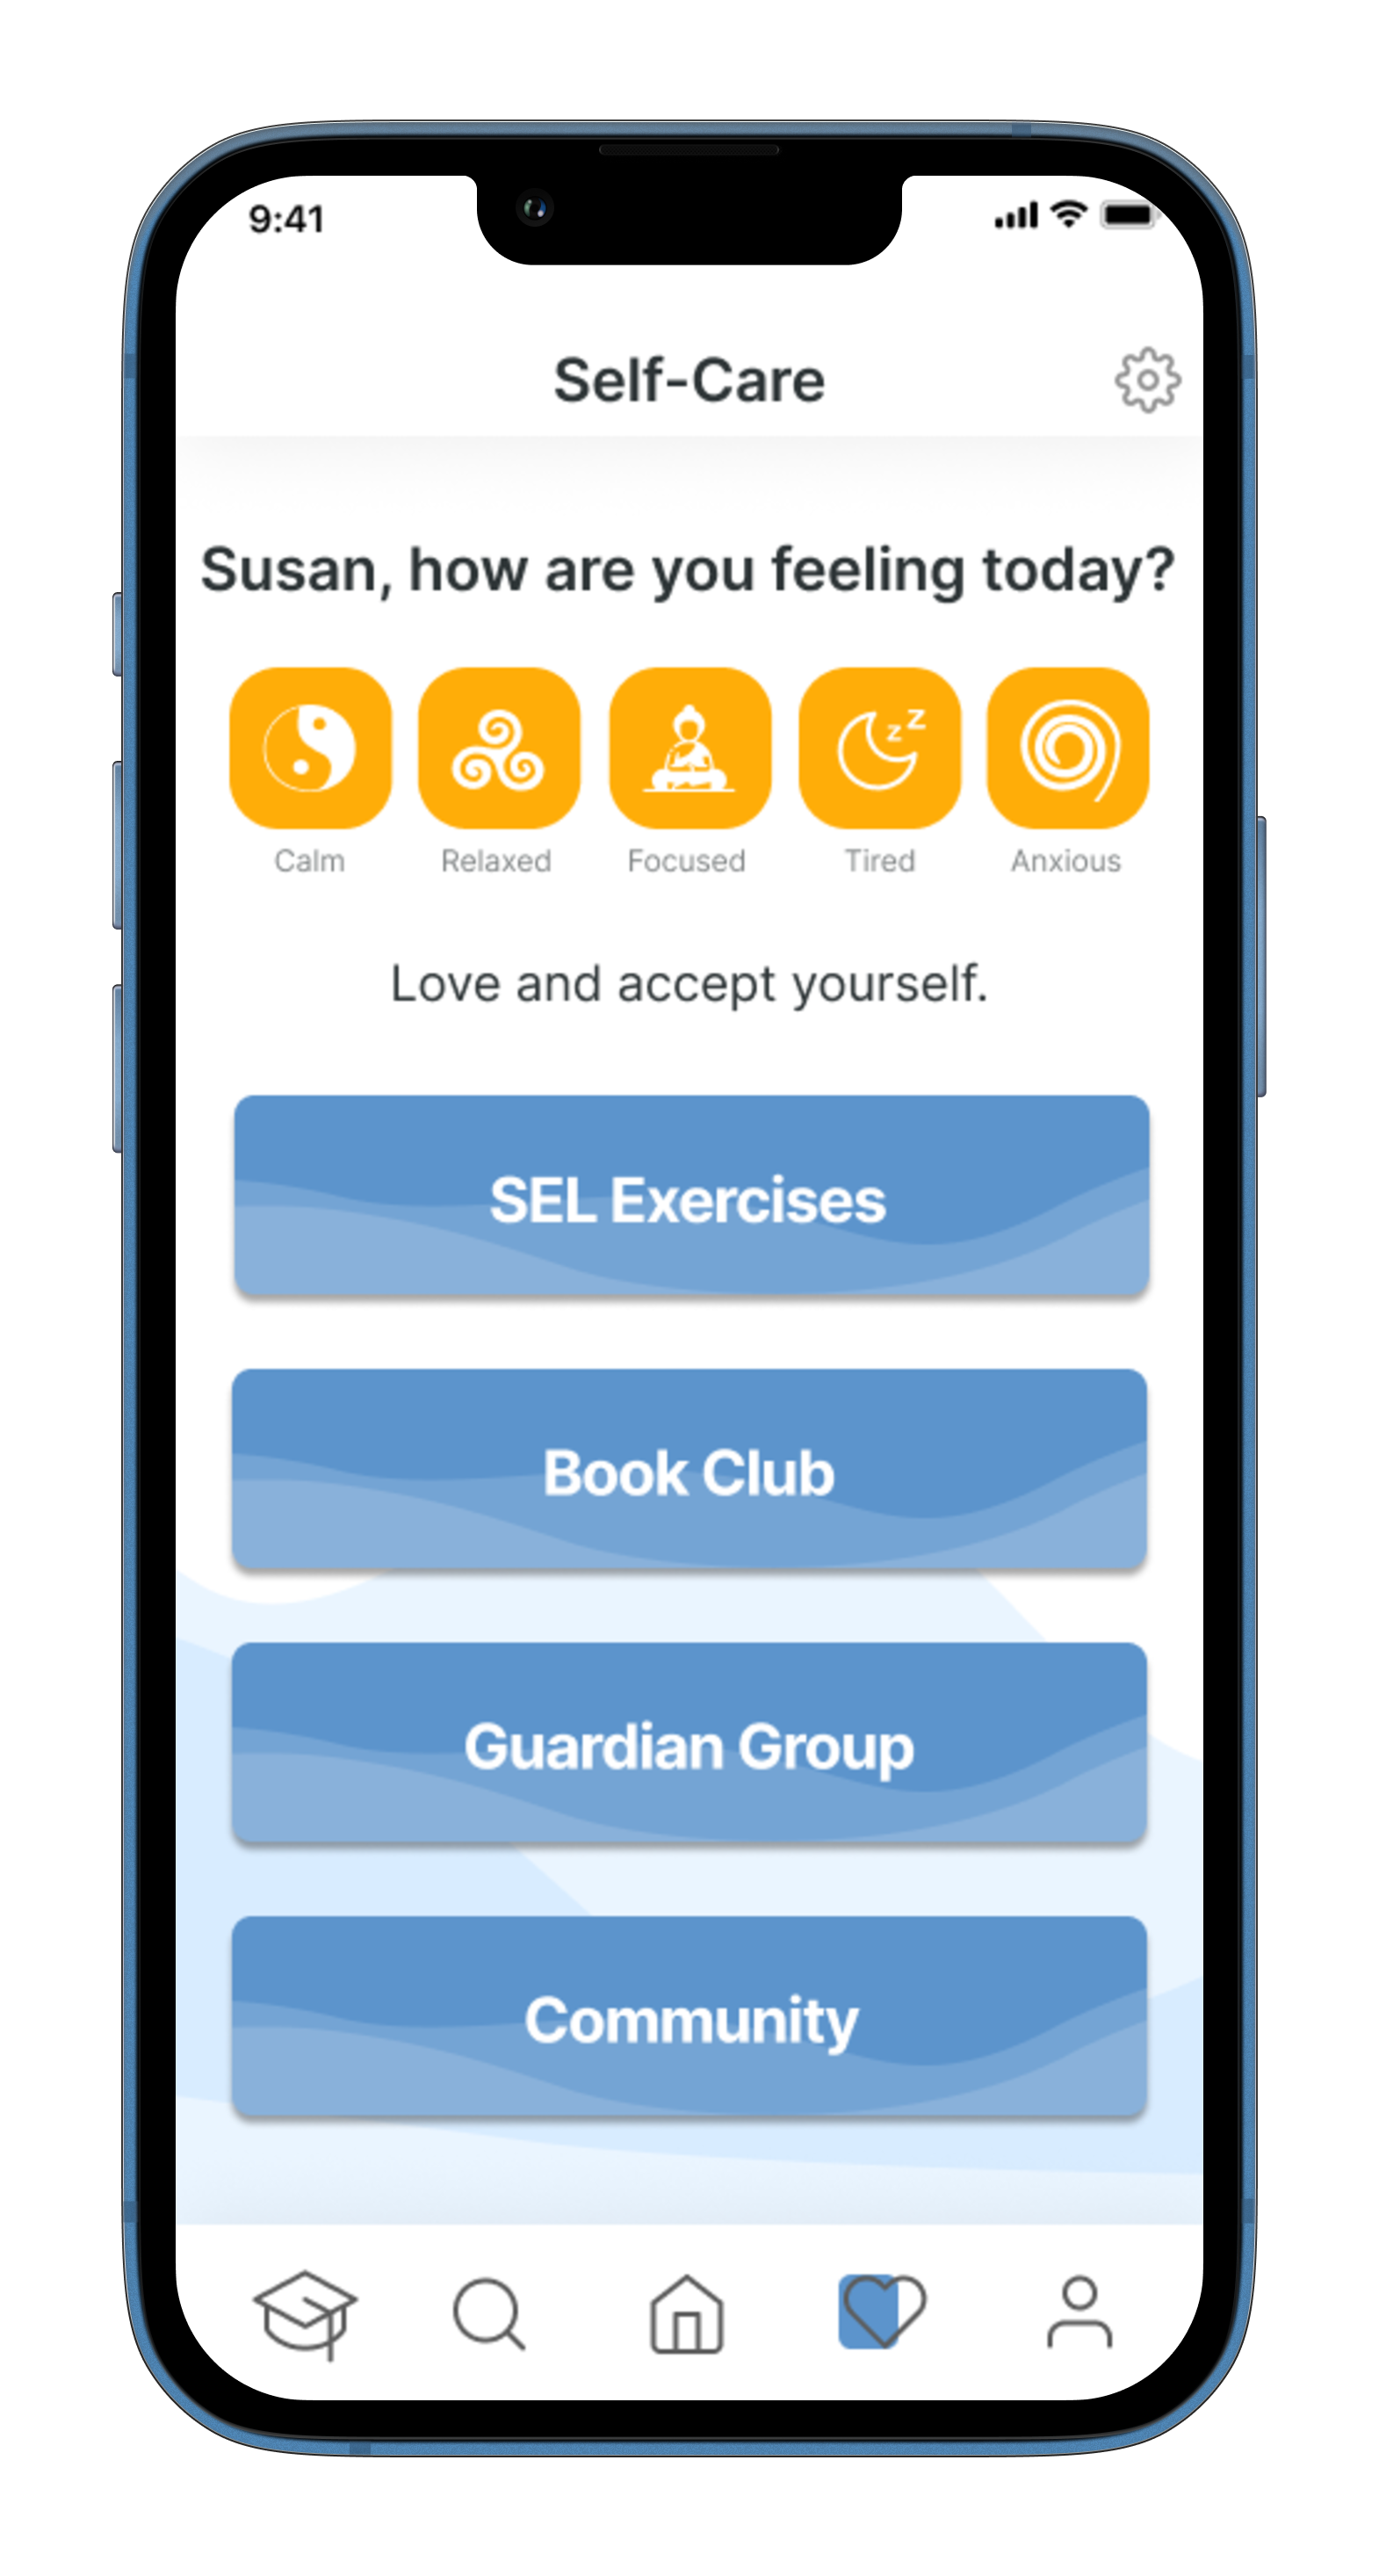 9:41
Self-Care
Susan, how are you feeling today?
z z
Calm Relaxed Focused Tired Anxious
Love and accept yourself.
SEL Exercises
Book Club
Guardian Group
Community